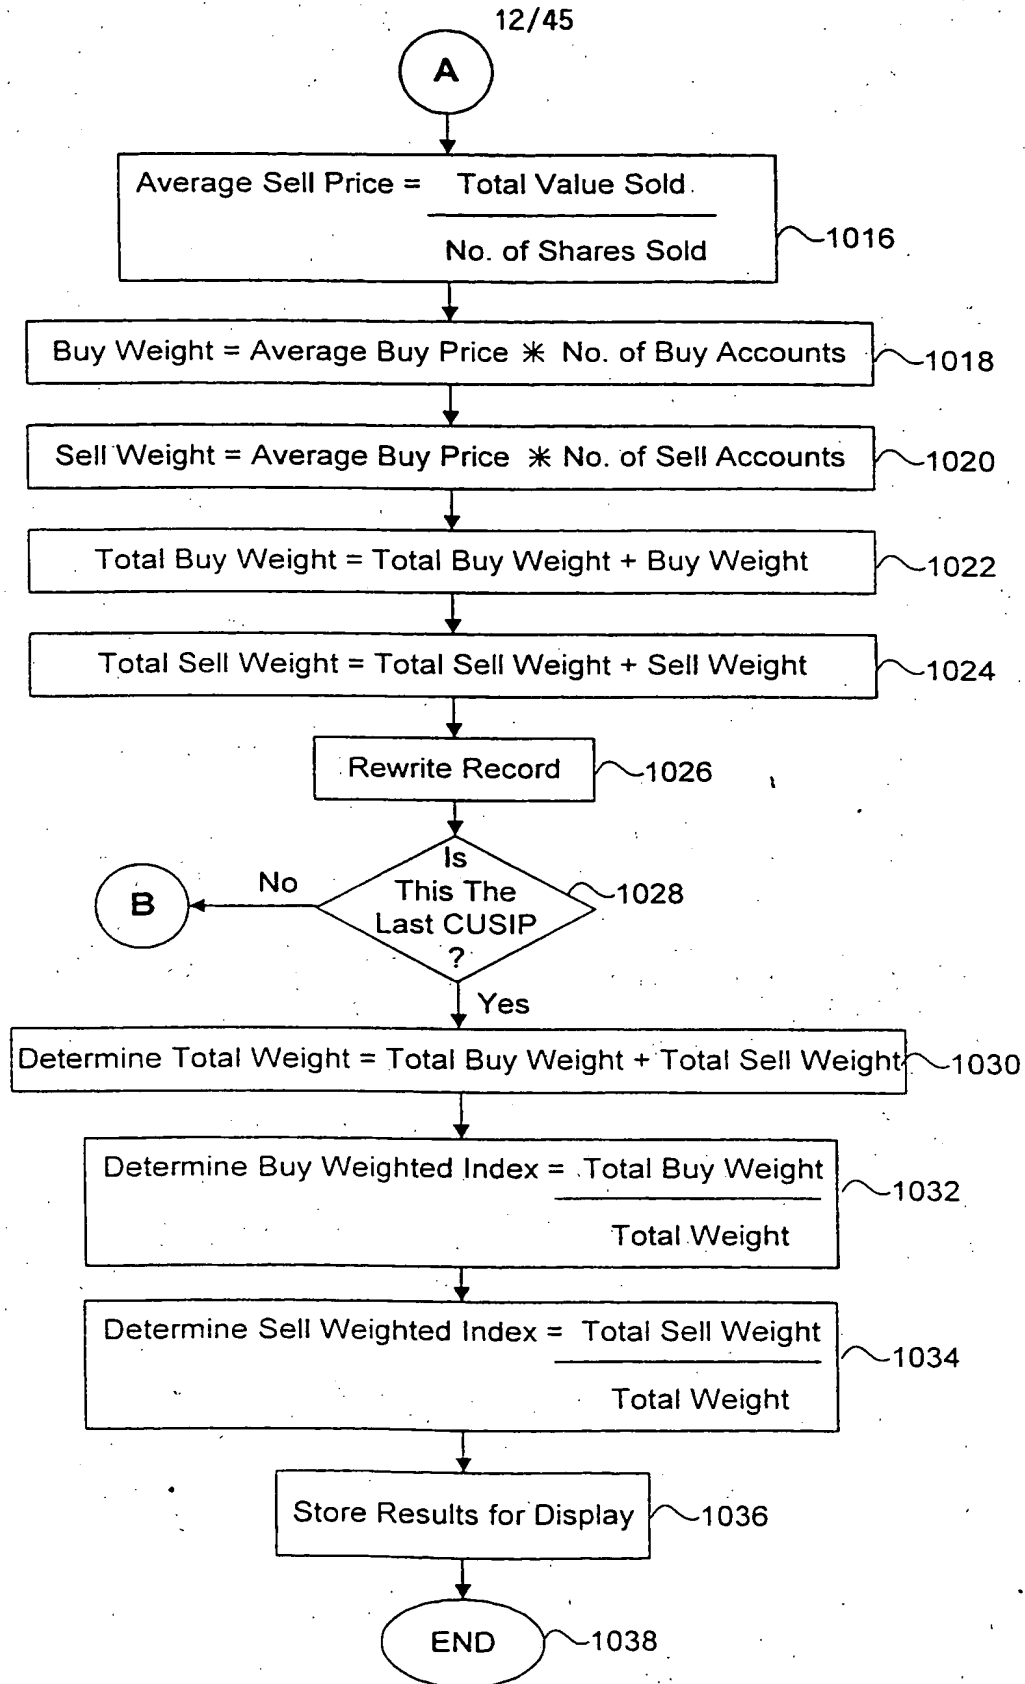 12/45
A
Average Sell Price = Total Value Sold
No. of Shares Sold
1016
Buy Weight = Average Buy Price * No. of Buy Accounts
1018
Sell Weight = Average Buy Price * No. of Sell Accounts
1020
Total Buy Weight = Total Buy Weight + Buy Weight
1022
Total Sell Weight = Total Sell Weight + Sell Weight
1024
Rewrite Record
1026
Is
This The
Last CUSIP
?
1028
No
B
Yes
Determine Total Weight = Total Buy Weight + Total Sell Weight
1030
Determine Buy Weighted Index = Total Buy Weight
Total Weight
1032
Determine Sell Weighted Index = Total Sell Weight
Total Weight
1034
Store Results for Display
1036
END
1038